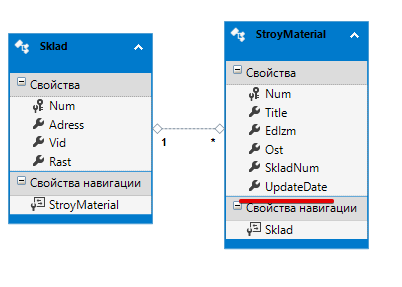 Sklad
Свойства
Num
Adress
Vid
Rast
Свойства навигации
StroyMaterial
1
*
StroyMaterial
Свойства
Num
Title
EdIzm
Ost
SkladNum
UpdateDate
Свойства навигации
Sklad